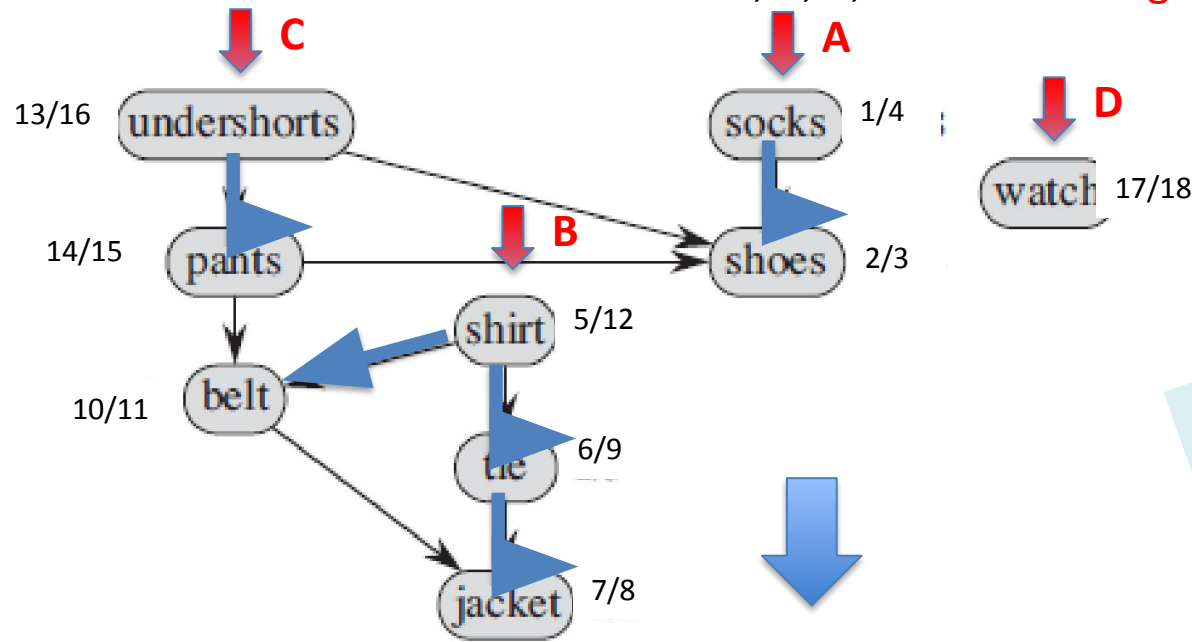 C
A
D
13/16
undershorts
socks
1/4
watch
17/18
B
14/15
pants
shoes
2/3
shirt
5/12
belt
10/11
tie
6/9
jacket
7/8